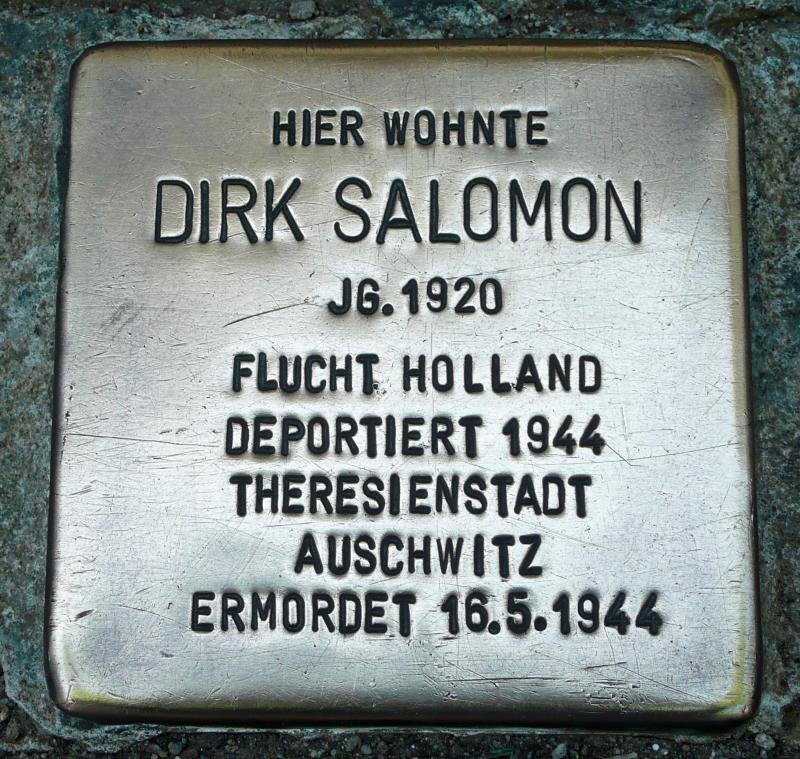 HIER WOHNTE
DIRK SALOMON
JG. 1920
FLUCHT HOLLAND
DEPORTIERT 1944
THERESIENSTADT
AUSCHWITZ
ERMORDET 16.5.1944